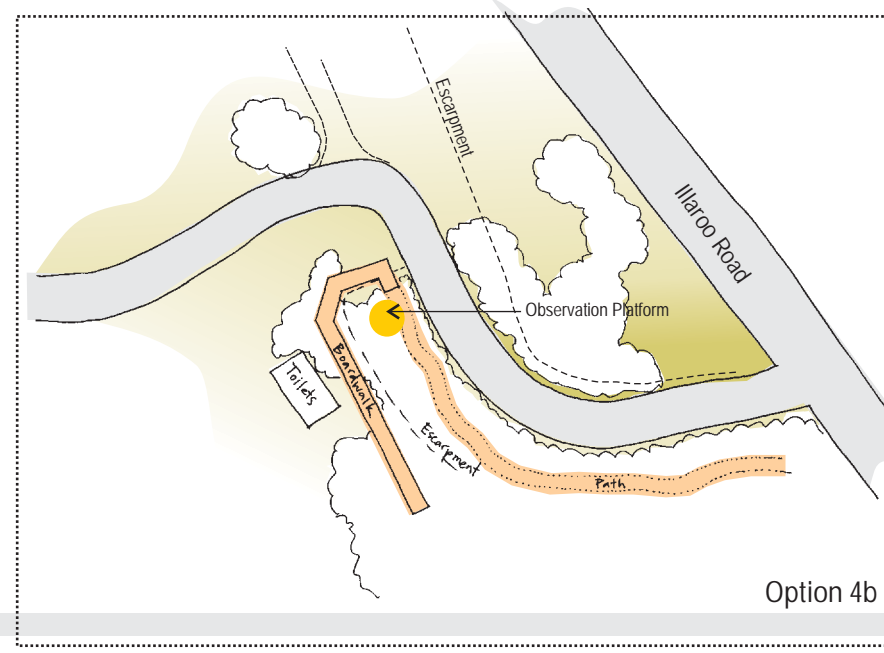 Escarpment
Illaroo Road
Observation Platform
Boardwalk
Toilets
Escarpment
Path
Option 4b